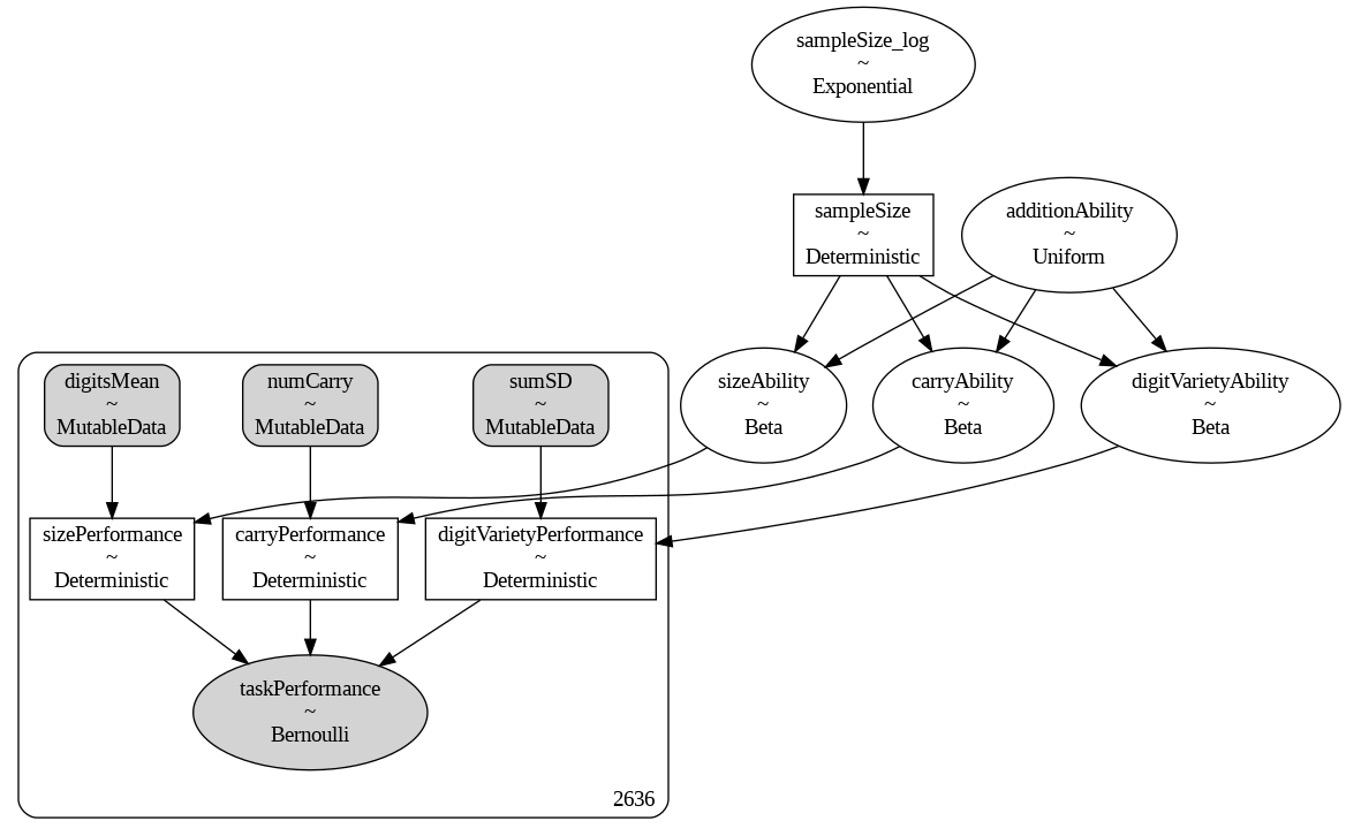 sampleSize_log
~
Exponential
sampleSize
~
Deterministic
additionAbility
~
Uniform
digitsMean
~
MutableData
numCarry
~
MutableData
sumSD
~
MutableData
sizeAbility
~
Beta
carryAbility
~
Beta
digitVarietyAbility
~
Beta
sizePerformance
~
Deterministic
carryPerformance
~
Deterministic
digitVarietyPerformance
~
Deterministic
taskPerformance
~
Bernoulli
2636